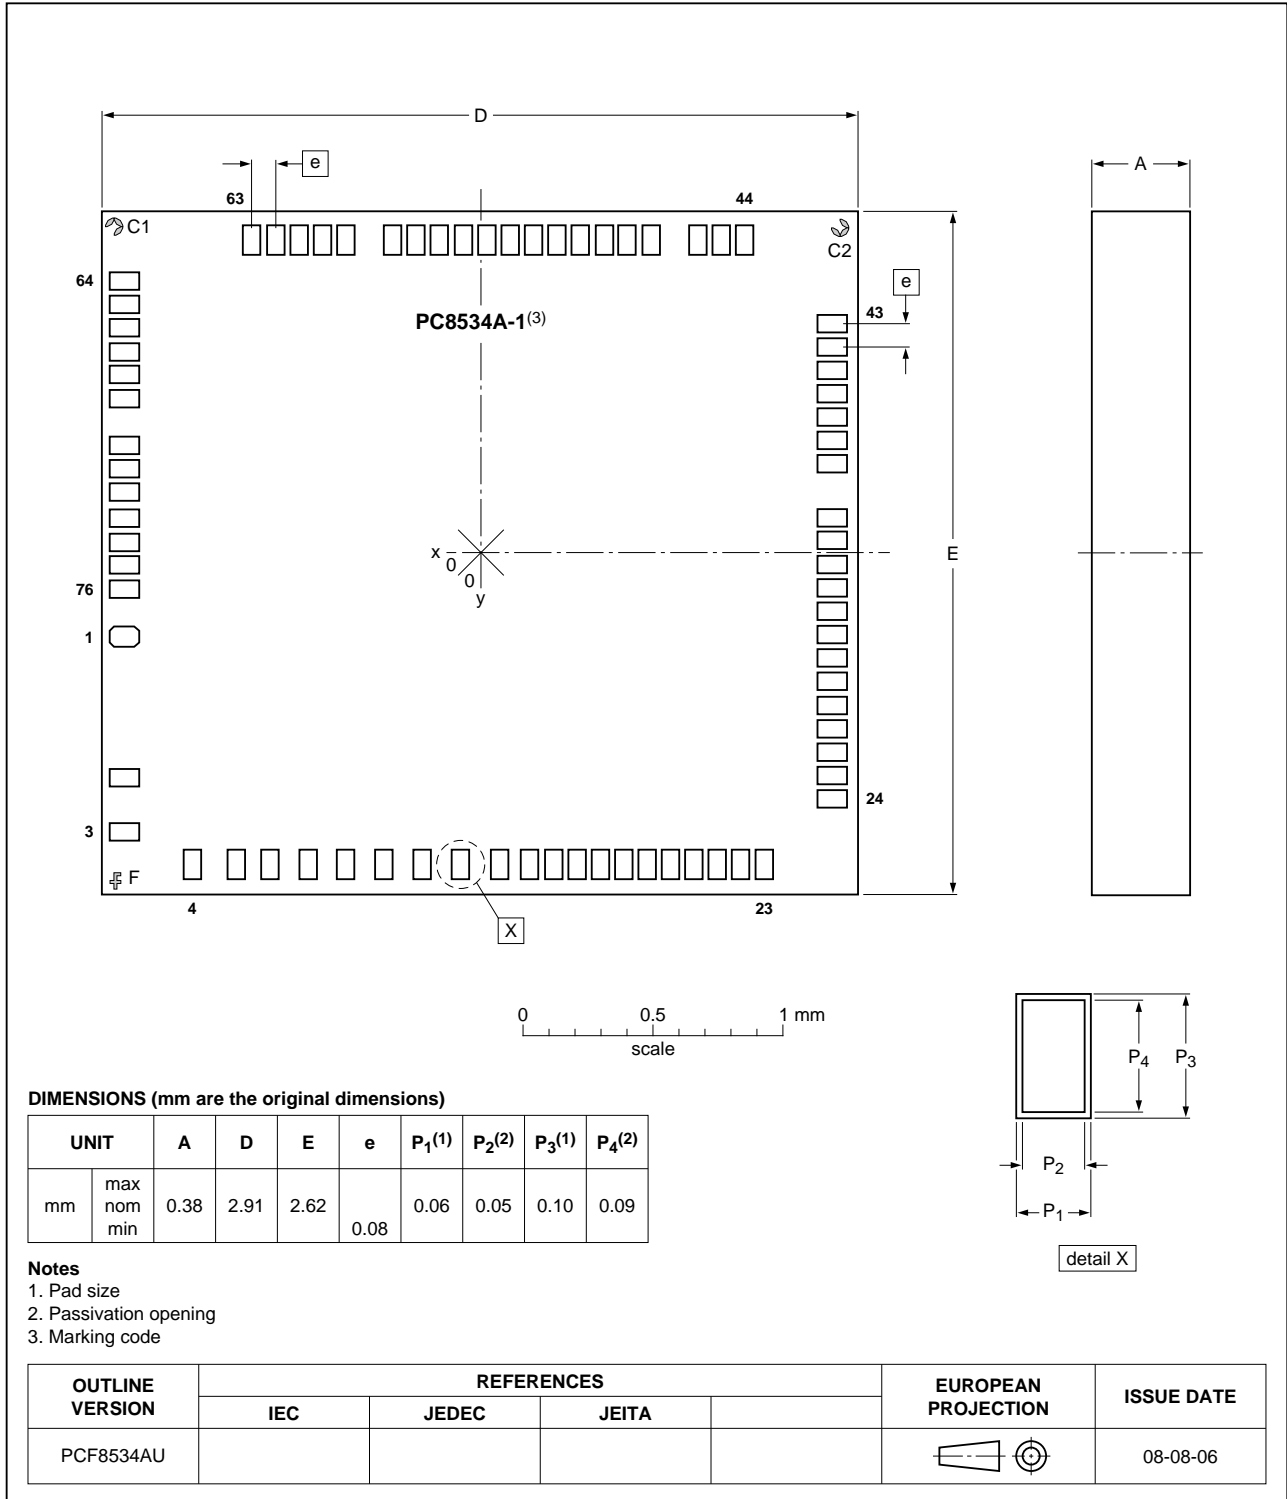 D
e
63
44
C1
C2
64
e
43
PC8534A-1(3)
A
x
0
0
y
E
76
1
24
3
F
4
23
X
0 0.5 1 mm
scale
P4 P3
P2
P1
detail X
DIMENSIONS (mm are the original dimensions)
UNIT A D E e P1(1) P2(2) P3(1) P4(2)
mm max nom min 0.38 2.91 2.62 0.08 0.06 0.05 0.10 0.09
Notes
1. Pad size
2. Passivation opening
3. Marking code
OUTLINE VERSION REFERENCES EUROPEAN PROJECTION ISSUE DATE
IEC JEDEC JEITA
PCF8534AU 08-08-06